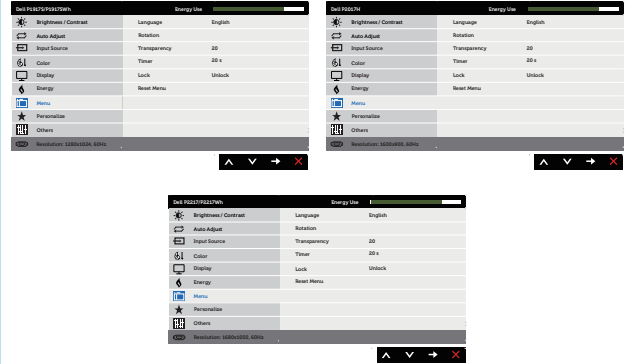 Dell P1917S/P1917SWh Energy Use
Brightness / Contrast Language English
Auto Adjust Rotation
Input Source Transparency 20
Color Timer 20 s
Display Lock Unlock
Energy Reset Menu
Menu
Personalize
Others
Resolution: 1280x1024, 60Hz
Dell P2017H Energy Use
Brightness / Contrast Language English
Auto Adjust Rotation
Input Source Transparency 20
Color Timer 20 s
Display Lock Unlock
Energy Reset Menu
Menu
Personalize
Others
Resolution: 1600x900, 60Hz
Dell P2217/P2217Wh Energy Use
Brightness / Contrast Language English
Auto Adjust Rotation
Input Source Transparency 20
Color Timer 20 s
Display Lock Unlock
Energy Reset Menu
Menu
Personalize
Others
Resolution: 1680x1050, 60Hz